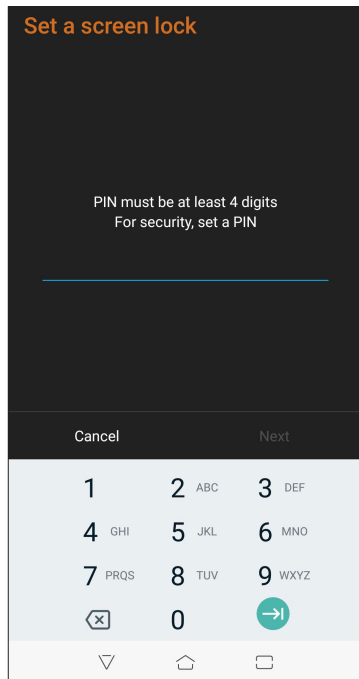 Set a screen lock
PIN must be at least 4 digits
For security, set a PIN
Cancel Next
1 2 ABC 3 DEF
4 GHI 5 JKL 6 MNO
7 PRQS 8 TUV 9 WXYZ
0